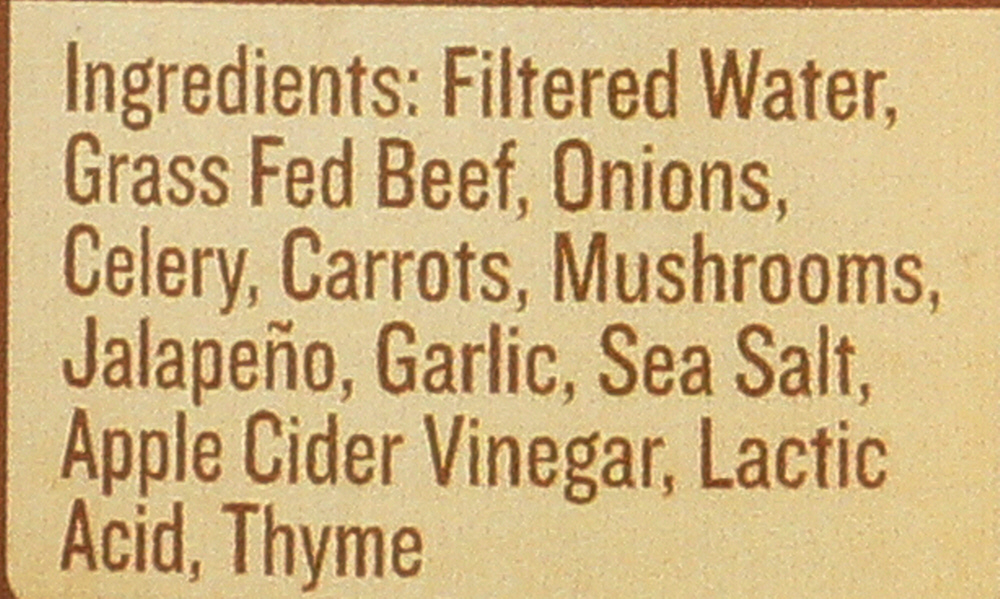 Ingredients: Filtered Water,
Grass Fed Beef, Onions,
Celery, Carrots, Mushrooms,
Jalapeño, Garlic, Sea Salt,
Apple Cider Vinegar, Lactic
Acid, Thyme